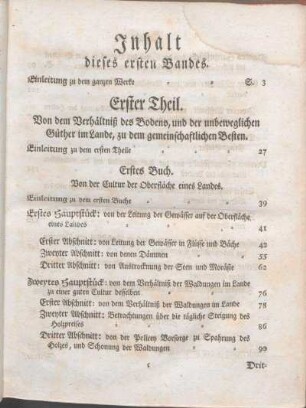 Inhalt
dieses ersten Bandes.
Einleitung zu dem ganzen Werke S. 3
Erster Theil.
Von dem Verhältniß des Bodens, und der unbeweglichen
Güther im Lande, zu dem gemeinschaftlichen Besten.
Einleitung zu dem ersten Theile 27
Erstes Buch.
Von der Cultur der Oberfläche eines Landes.
Einleitung zu dem ersten Buche 39
Erstes Hauptstück: von der Leitung der Gewässer auf der Oberfläche
eines Landes 41
Erster Abschnitt: von Leitung der Gewässer in Flüsse und Bäche 42
Zweyter Abschnitt: von denen Dämmen 55
Dritter Abschnitt: von Austrocknung der Seen und Moräste 62
Zweytes Hauptstück: von dem Verhältniß der Waldungen im Lande
zu einer guten Cultur desselben 76
Erster Abschnitt: von dem Verhältniß der Waldungen im Lande 78
Zweyter Abschnitt: Betrachtungen über die tägliche Steigung des
Holzpreises 86
Dritter Abschnitt: von der Policey Vorsorge zu Spahrung des
Holzes, und Schonung der Waldungen 90
c Drit-